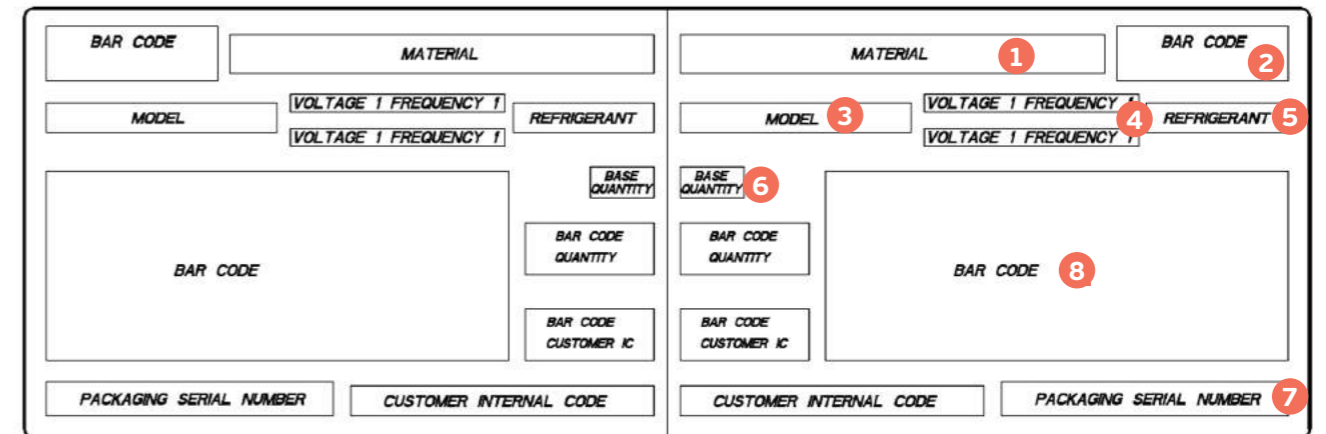 BAR CODE
MATERIAL
MODEL
VOLTAGE 1 FREQUENCY 1
VOLTAGE 1 FREQUENCY 1
REFRIGERANT
BASE
QUANTITY
BAR CODE
BAR CODE
QUANTITY
BAR CODE
CUSTOMER IC
PACKAGING SERIAL NUMBER
CUSTOMER INTERNAL CODE
MATERIAL 1
BAR CODE 2
MODEL 3
VOLTAGE 1 FREQUENCY 1
4
VOLTAGE 1 FREQUENCY 1
REFRIGERANT 5
BASE
QUANTITY 6
BAR CODE
QUANTITY
BAR CODE 8
BAR CODE
CUSTOMER IC
CUSTOMER INTERNAL CODE
PACKAGING SERIAL NUMBER 7